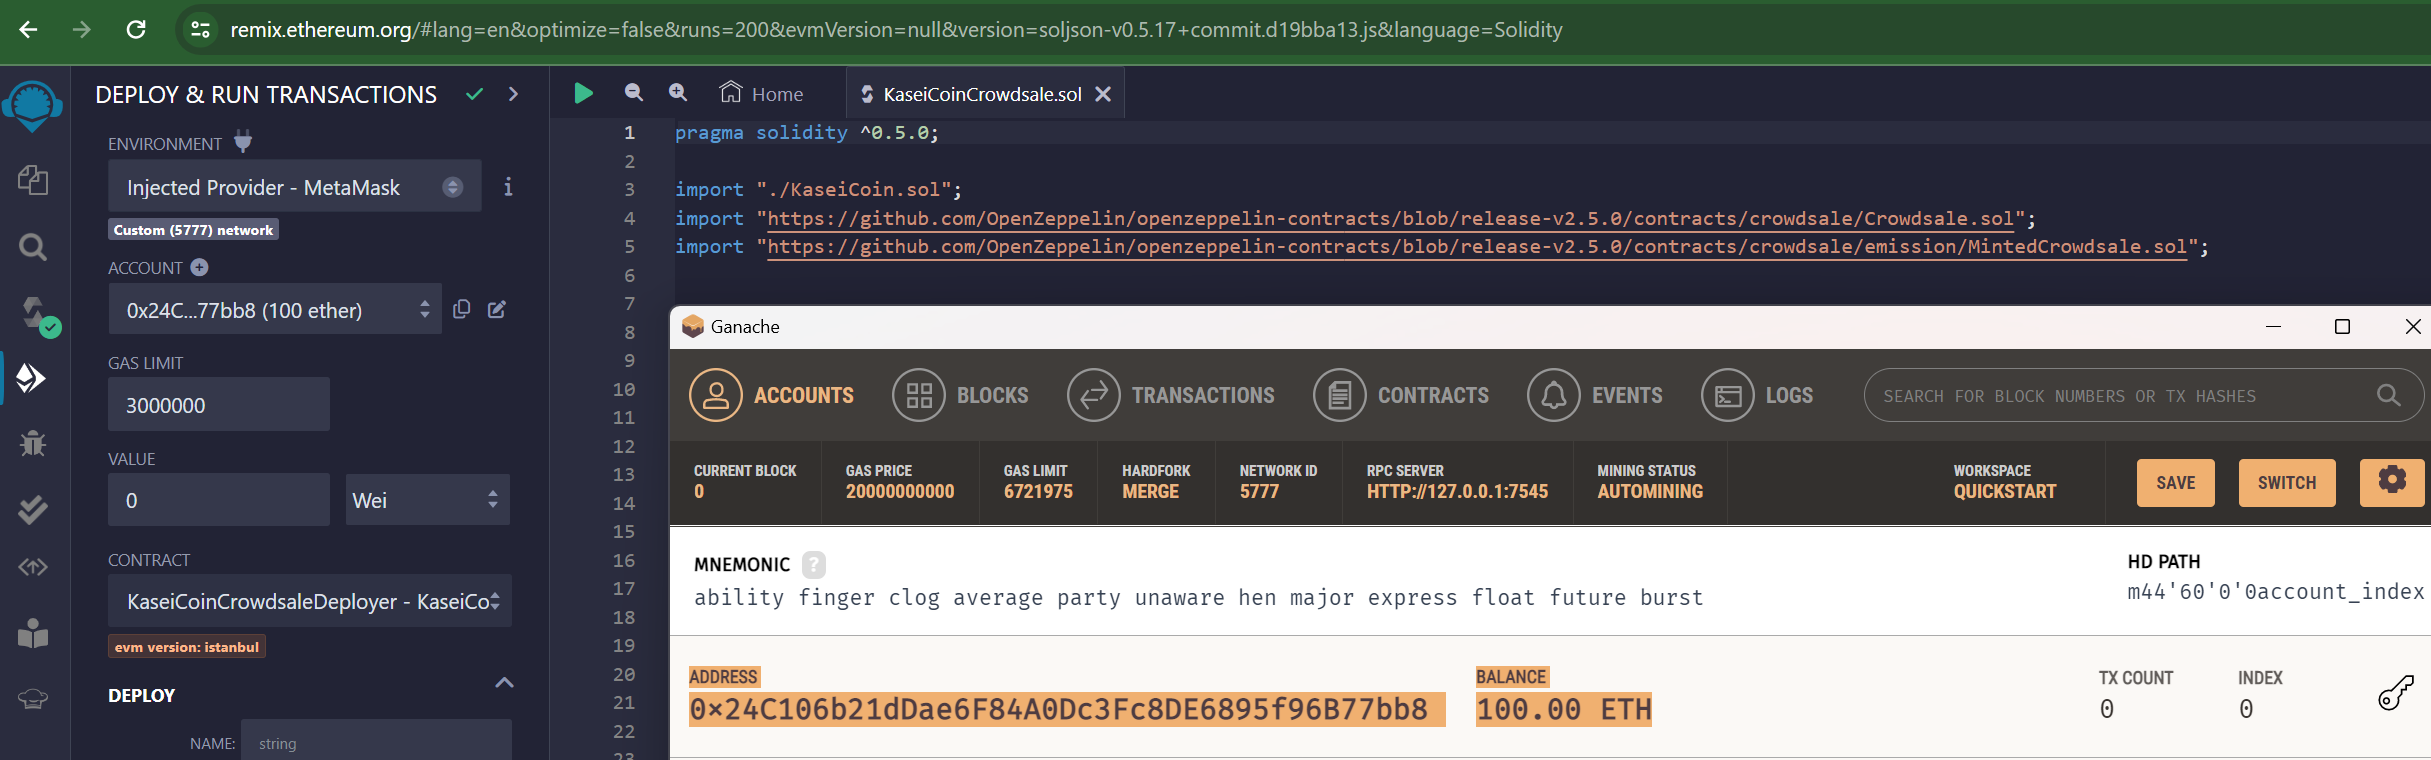 remix.ethereum.org/#lang=en&optimize=false&runs=200&evmVersion=null&version=soljson-v0.5.17+commit.d19bba13.js&language=Solidity
DEPLOY & RUN TRANSACTIONS
ENVIRONMENT
Injected Provider - MetaMask
i
Custom (5777) network
ACCOUNT
0x24C...77bb8 (100 ether)
GAS LIMIT
3000000
VALUE
0
Wei
CONTRACT
KaseiCoinCrowdsaleDeployer - KaseiCo
evm version: istanbul
DEPLOY
NAME:
string
Home
KaseiCoinCrowdsale.sol
1 pragma solidity ^0.5.0;
2
3 import "./KaseiCoin.sol";
4 import "https://github.com/OpenZeppelin/openzeppelin-contracts/blob/release-v2.5.0/contracts/crowdsale/Crowdsale.sol";
5 import "https://github.com/OpenZeppelin/openzeppelin-contracts/blob/release-v2.5.0/contracts/crowdsale/emission/MintedCrowdsale.sol";
6
7
8
9
10
11
12
13
14
15
16
17
18
19
20
21
22
23
Ganache
ACCOUNTS
BLOCKS
TRANSACTIONS
CONTRACTS
EVENTS
LOGS
SEARCH FOR BLOCK NUMBERS OR TX HASHES
CURRENT BLOCK
0
GAS PRICE
20000000000
GAS LIMIT
6721975
HARDFORK
MERGE
NETWORK ID
5777
RPC SERVER
HTTP://127.0.0.1:7545
MINING STATUS
AUTOMINING
WORKSPACE
QUICKSTART
SAVE
SWITCH
MNEMONIC ?
ability finger clog average party unaware hen major express float future burst
HD PATH
m44'60'0'0account_index
ADDRESS
0×24C106b21dDae6F84A0Dc3Fc8DE6895f96B77bb8
BALANCE
100.00 ETH
TX COUNT
0
INDEX
0